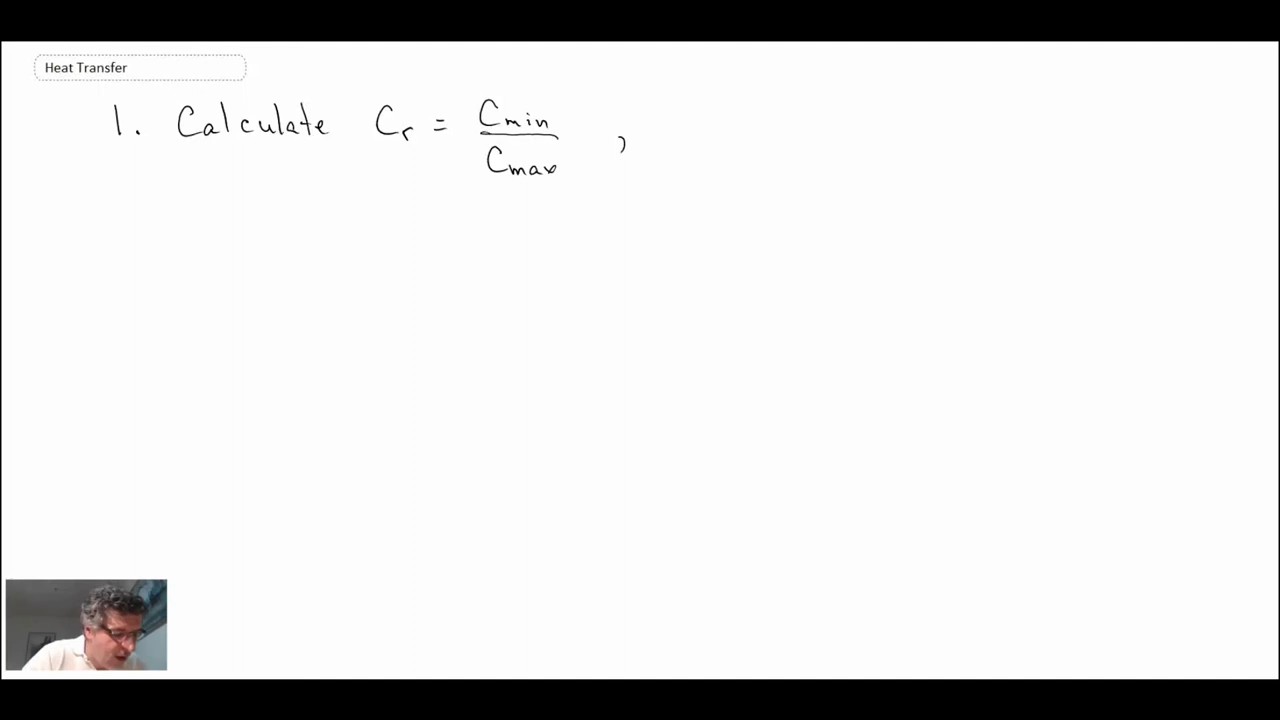 Heat Transfer
1. Calculate Cr = Cmin / Cmax ,